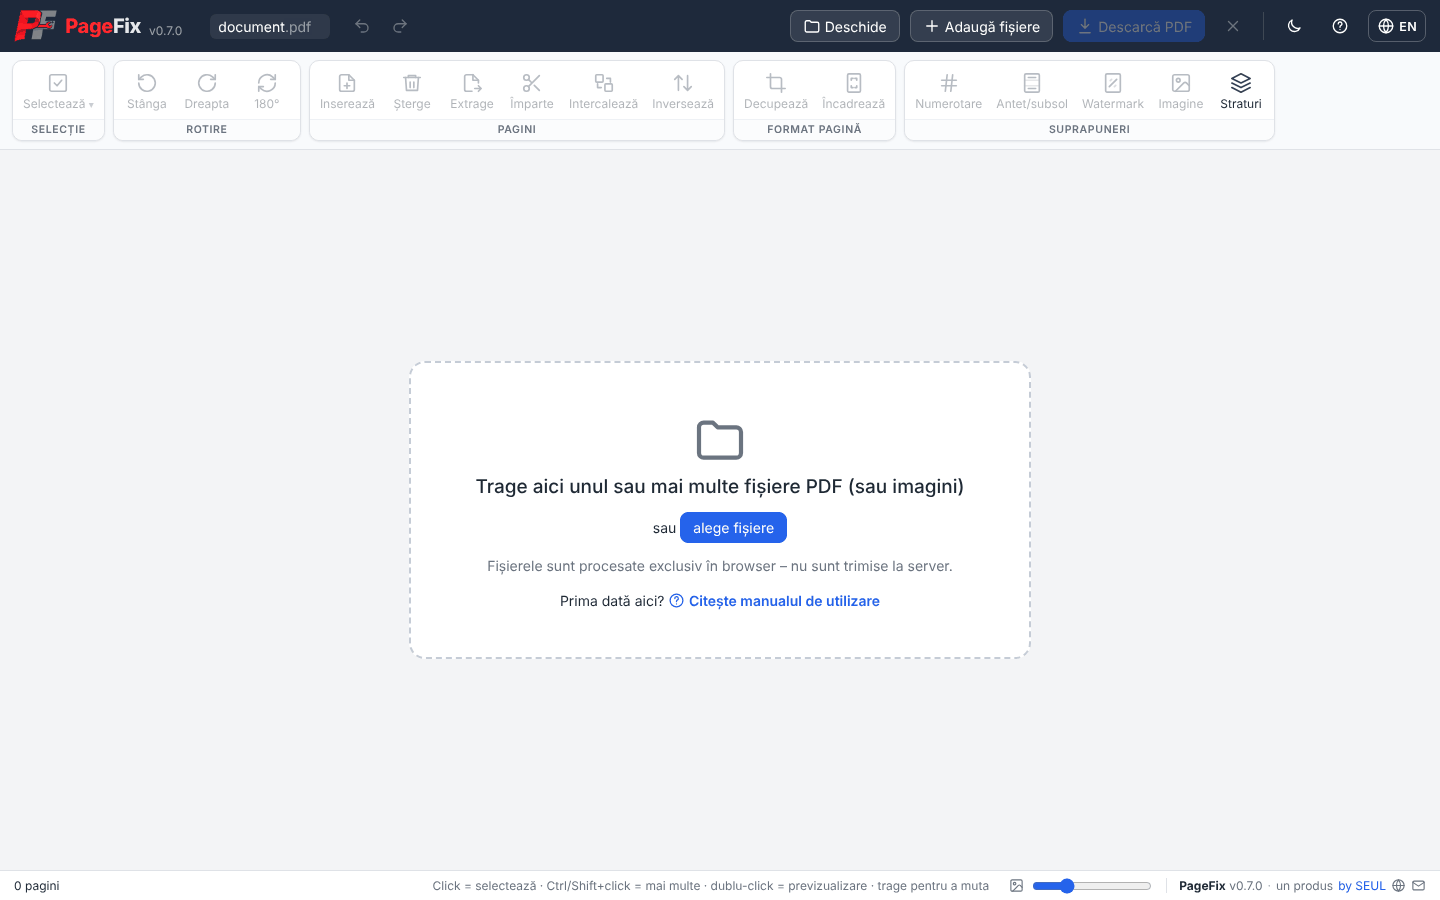 PF PageFix v0.7.0 document.pdf Deschide Adaugă fișiere Descarcă PDF EN
Selectează Stânga Dreapta 180° Inserează Șterge Extrage Împarte Intercalează Inversează Decupează Încadrează Numerotare Antet/subsol Watermark Imagine Straturi
SELECȚIE ROTIRE PAGINI FORMAT PAGINĂ SUPRAPUNERI
Trage aici unul sau mai multe fișiere PDF (sau imagini)
sau alege fișiere
Fișierele sunt procesate exclusiv în browser – nu sunt trimise la server.
Prima dată aici? Citește manualul de utilizare
0 pagini Click = selectează · Ctrl/Shift+click = mai multe · dublu-click = previzualizare · trage pentru a muta PageFix v0.7.0 · un produs by SEUL